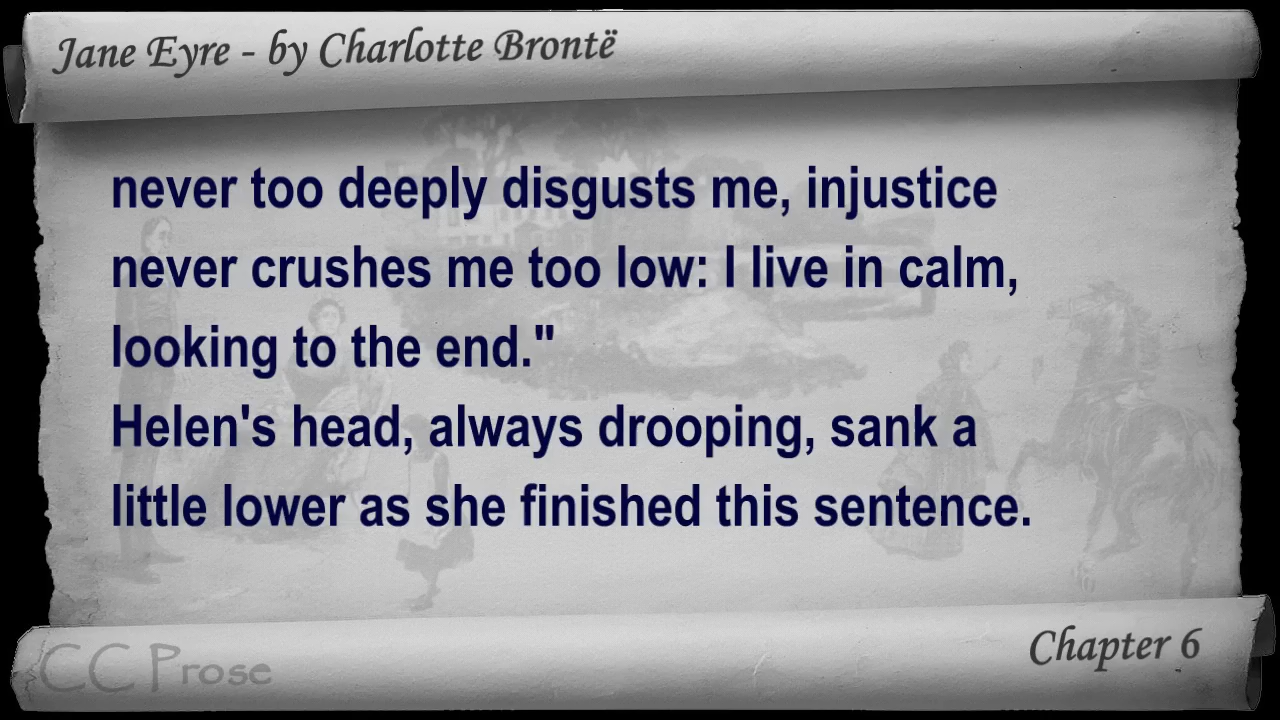 Jane Eyre - by Charlotte Brontë
never too deeply disgusts me, injustice
never crushes me too low: I live in calm,
looking to the end."
Helen's head, always drooping, sank a
little lower as she finished this sentence.
CC Prose
Chapter 6